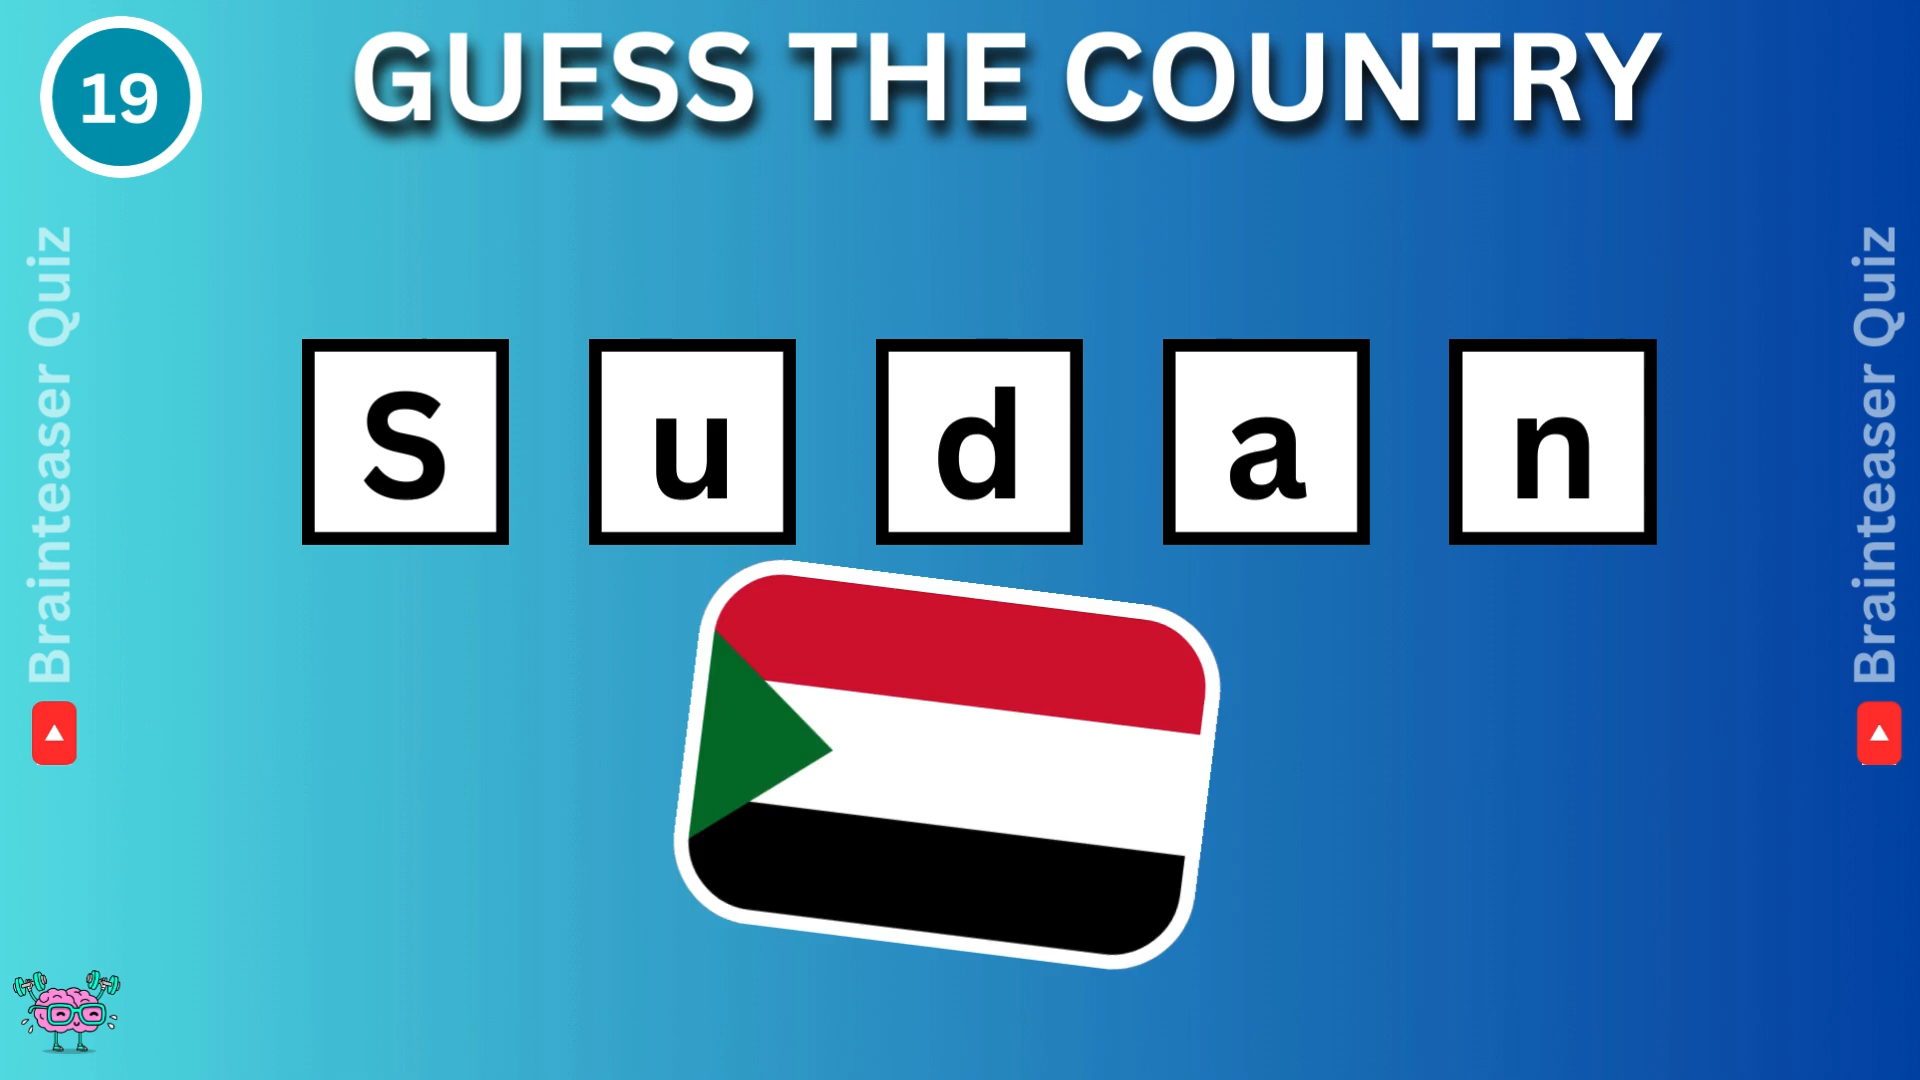 19
GUESS THE COUNTRY
Brainteaser Quiz
S u d a n
Brainteaser Quiz